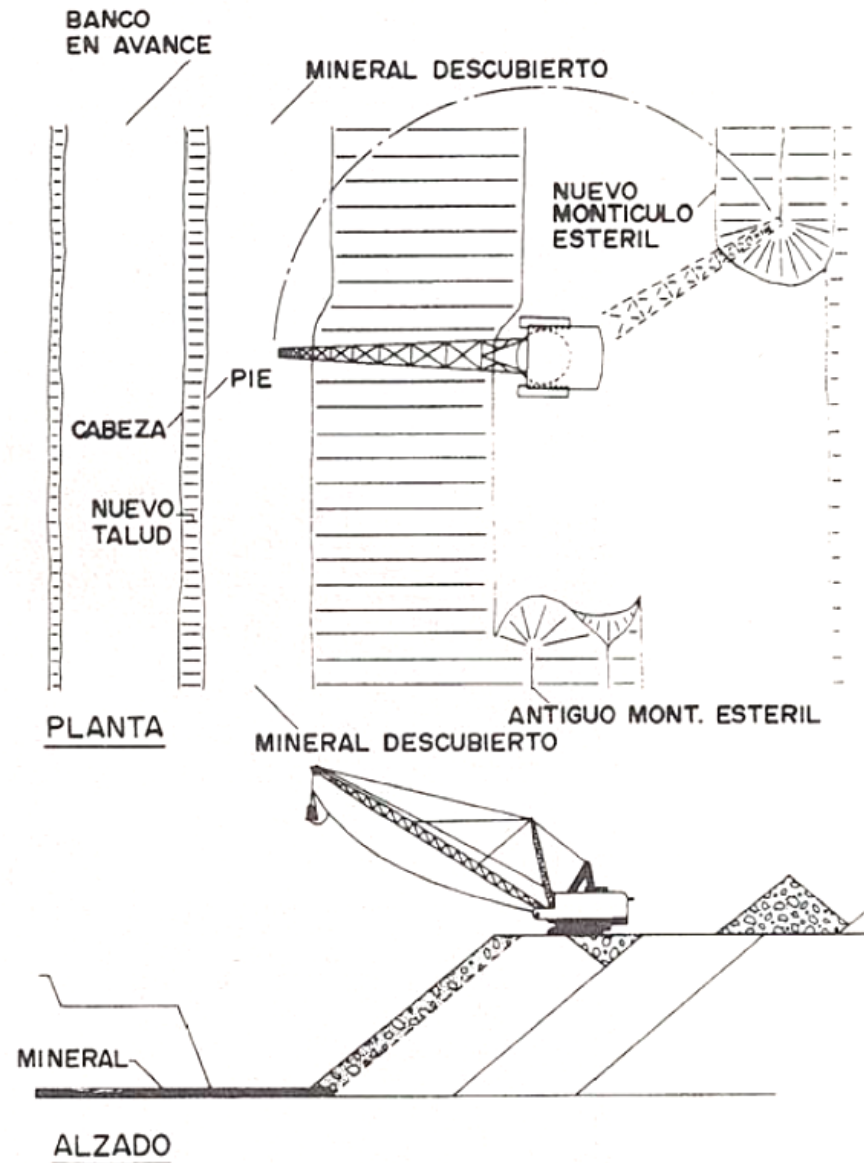 BANCO
EN AVANCE
MINERAL DESCUBIERTO
NUEVO
MONTICULO
ESTERIL
PIE
CABEZA
NUEVO
TALUD
ANTIGUO MONT. ESTERIL
PLANTA
MINERAL DESCUBIERTO
MINERAL
ALZADO